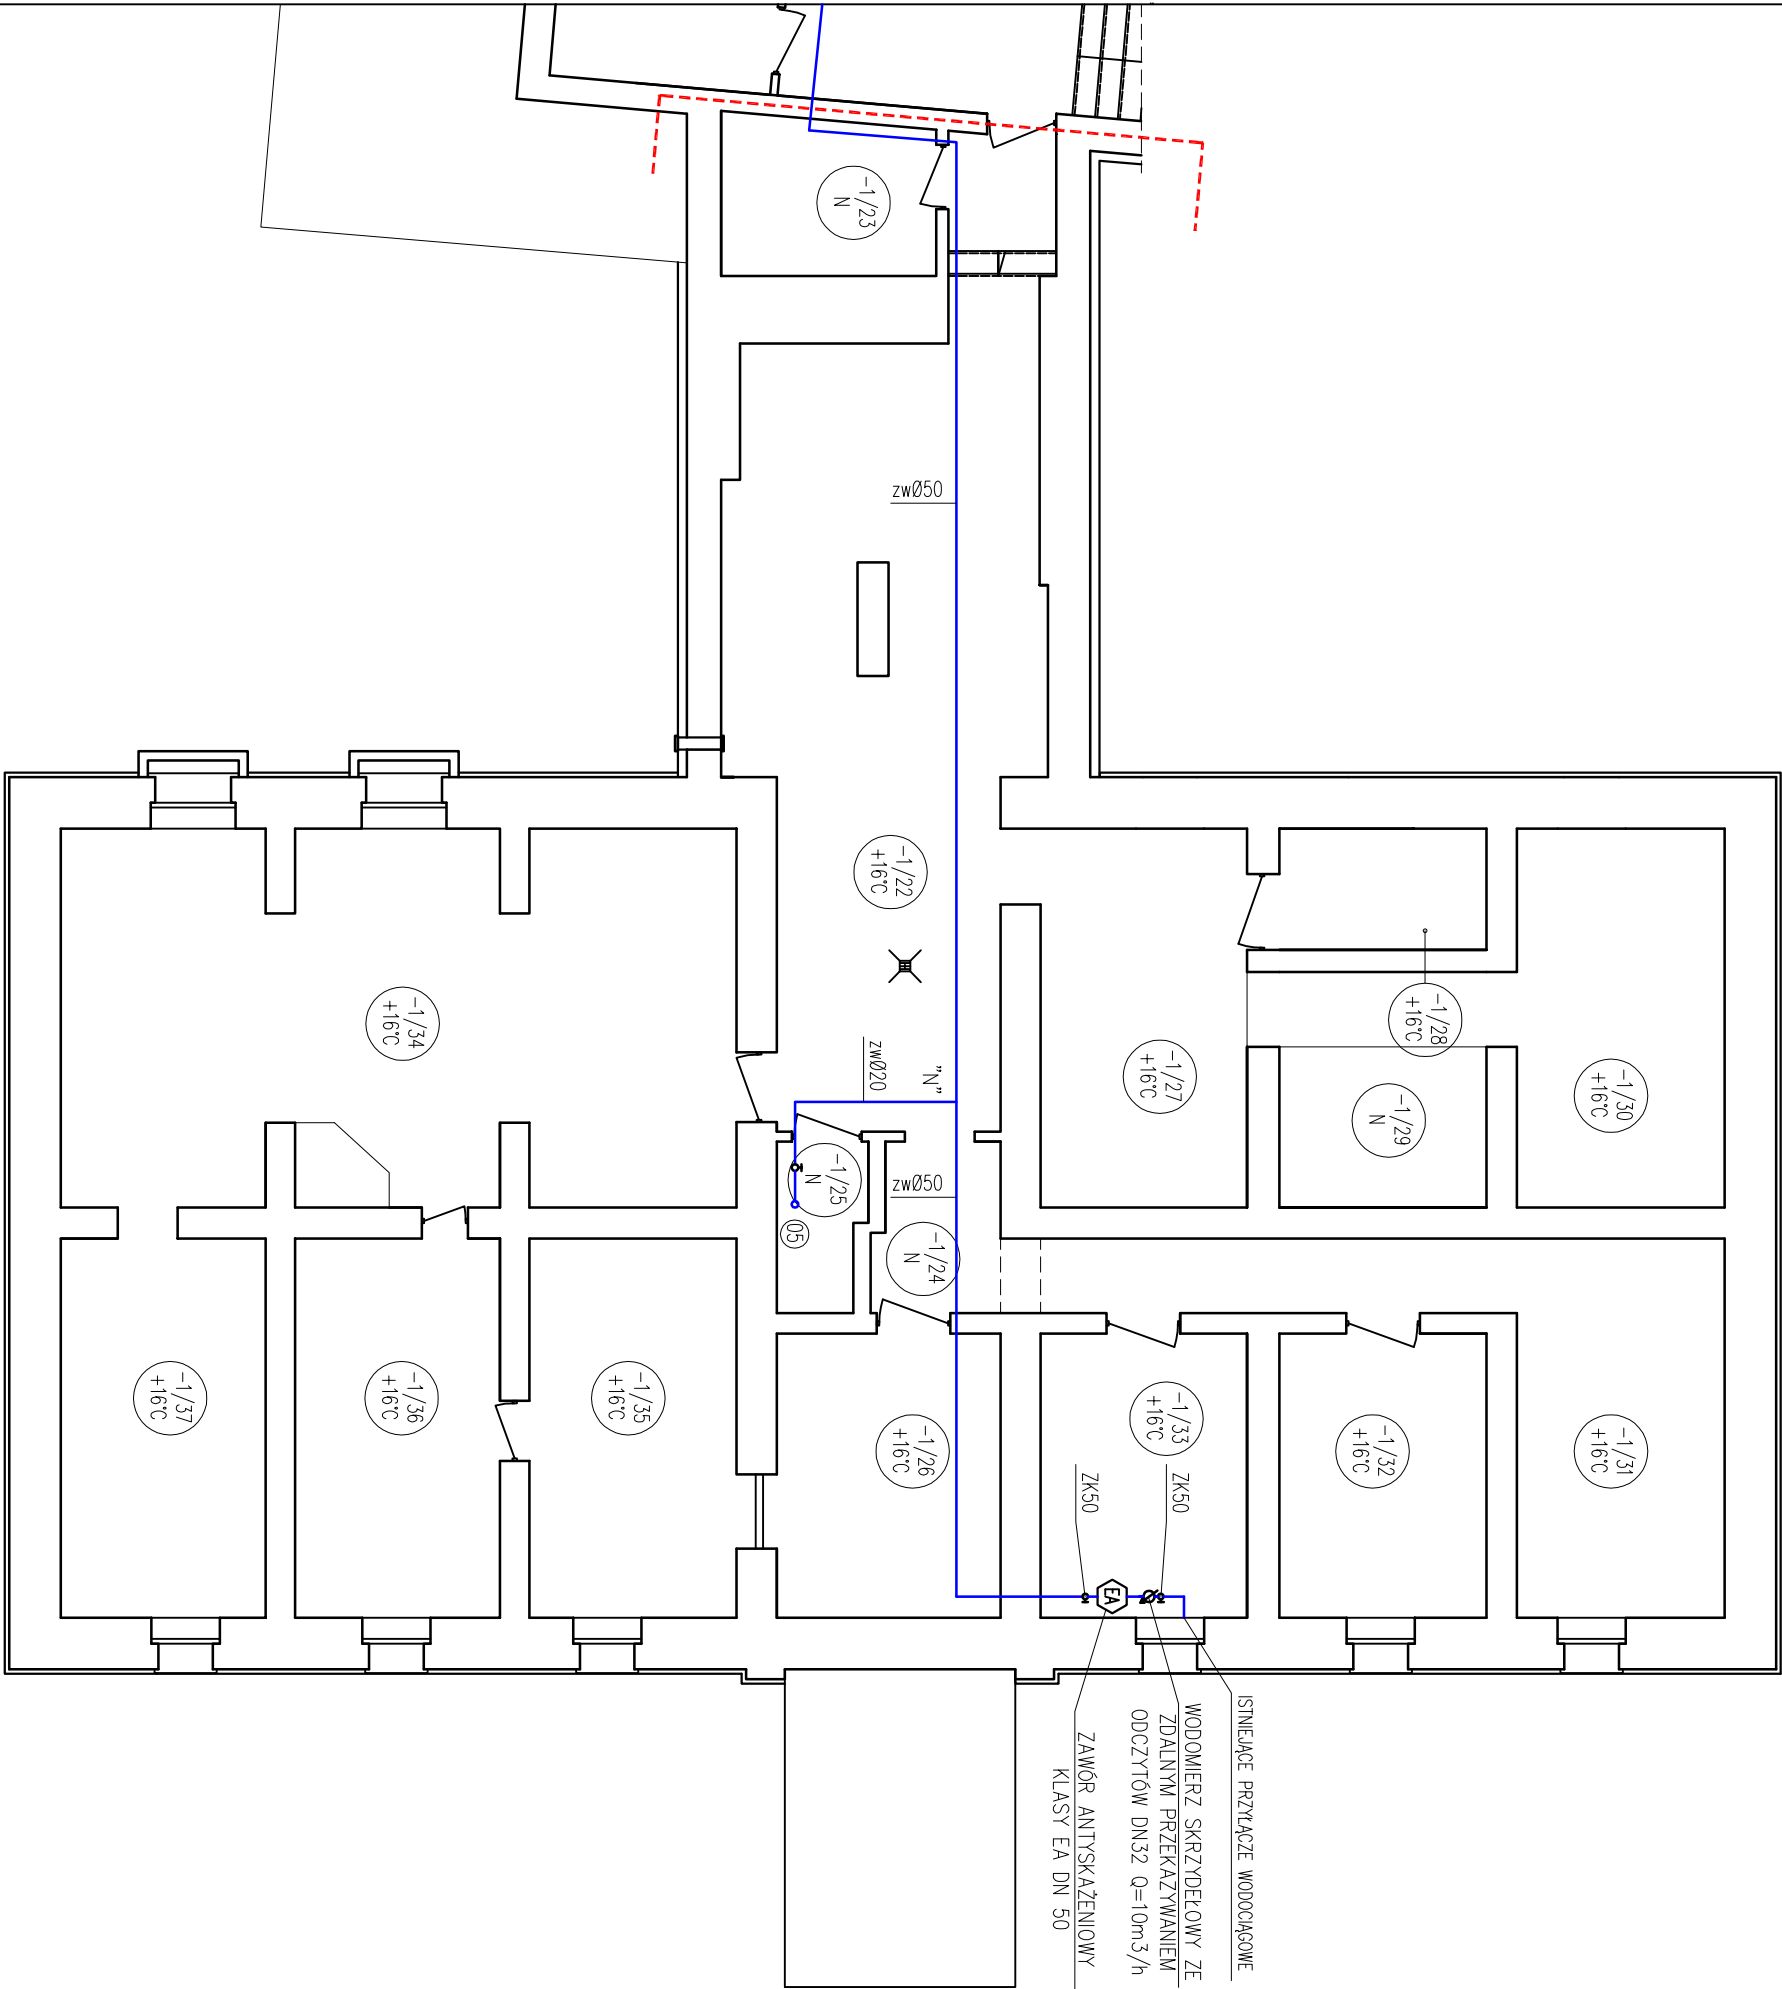 -1/23
N
zwØ50
-1/22
+16°C
-1/34
+16°C
zwØ20
"N"
-1/27
+16°C
-1/28
+16°C
-1/29
N
-1/30
+16°C
-1/25
N
05
zwØ50
-1/24
N
-1/37
+16°C
-1/36
+16°C
-1/35
+16°C
-1/26
+16°C
-1/33
+16°C
-1/32
+16°C
-1/31
+16°C
ZK50
ZK50
EA
ISTNIEJĄCE PRZYŁĄCZE WODOCIĄGOWE
WODOMIERZ SKRZYDEŁOWY ZE
ZDALNYM PRZEKAZYWANIEM
ODCZYTÓW DN32 Q=10m3/h
ZAWÓR ANTYSKAŻENIOWY
KLASY EA DN 50